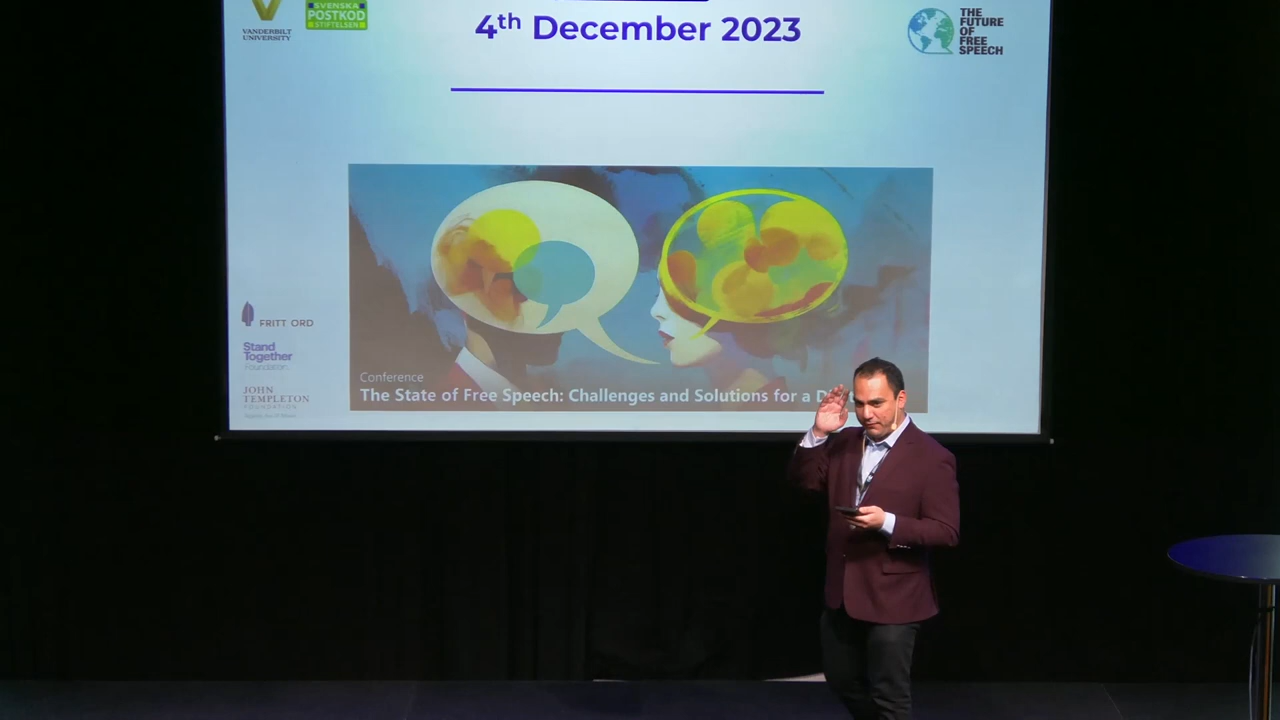 VANDERBILT
UNIVERSITY
SVENSKA
POSTKOD
STIFTELSEN
4th December 2023
THE
FUTURE
OF
FREE
SPEECH
FRITT ORD
Stand
Together
Foundation
JOHN
TEMPLETON
FOUNDATION
Conference
The State of Free Speech: Challenges and Solutions for a D